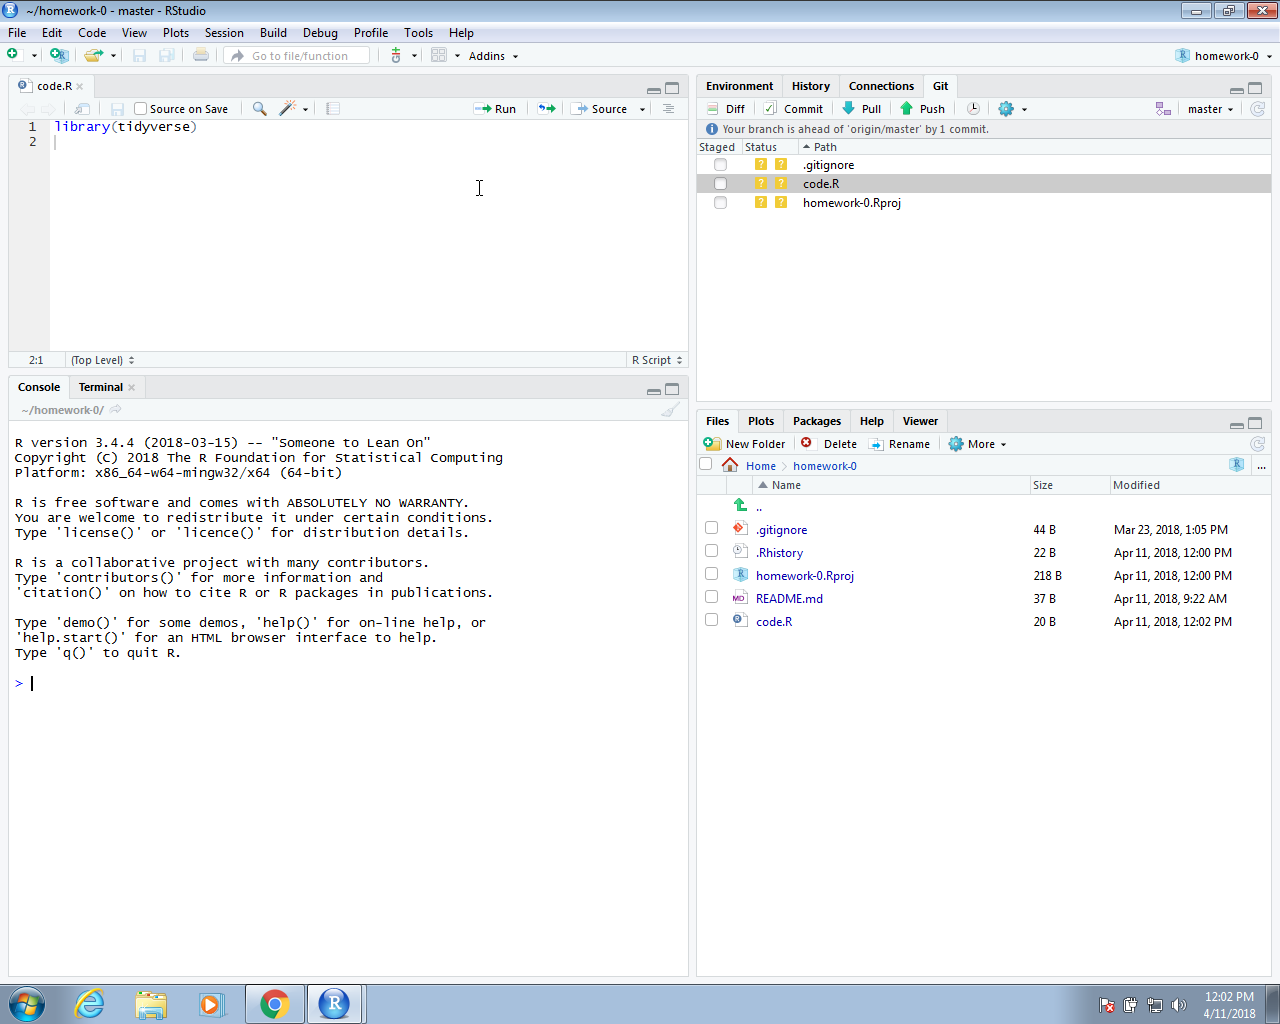 ~/homework-0 - master - RStudio
File Edit Code View Plots Session Build Debug Profile Tools Help
Go to file/function Addins homework-0
code.R
Source on Save Run Source
1 library(tidyverse)
2
2:1 (Top Level) R Script
Console Terminal
~/homework-0/
R version 3.4.4 (2018-03-15) -- "Someone to Lean On"
Copyright (C) 2018 The R Foundation for Statistical Computing
Platform: x86_64-w64-mingw32/x64 (64-bit)
R is free software and comes with ABSOLUTELY NO WARRANTY.
You are welcome to redistribute it under certain conditions.
Type 'license()' or 'licence()' for distribution details.
R is a collaborative project with many contributors.
Type 'contributors()' for more information and
'citation()' on how to cite R or R packages in publications.
Type 'demo()' for some demos, 'help()' for on-line help, or
'help.start()' for an HTML browser interface to help.
Type 'q()' to quit R.
>
Environment History Connections Git
Diff Commit Pull Push master
Your branch is ahead of 'origin/master' by 1 commit.
Staged Status Path
? ? .gitignore
? ? code.R
? ? homework-0.Rproj
Files Plots Packages Help Viewer
New Folder Delete Rename More
Home homework-0 ...
Name Size Modified
..
.gitignore 44 B Mar 23, 2018, 1:05 PM
.Rhistory 22 B Apr 11, 2018, 12:00 PM
homework-0.Rproj 218 B Apr 11, 2018, 12:00 PM
README.md 37 B Apr 11, 2018, 9:22 AM
code.R 20 B Apr 11, 2018, 12:02 PM
12:02 PM
4/11/2018